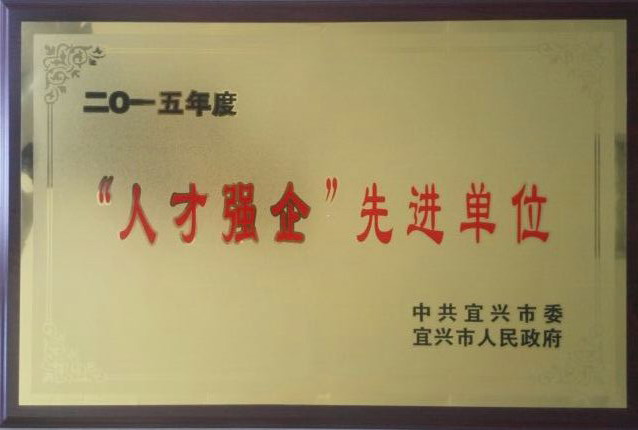 二〇一五年度
“人才强企”先进单位
中共宜兴市委
宜兴市人民政府